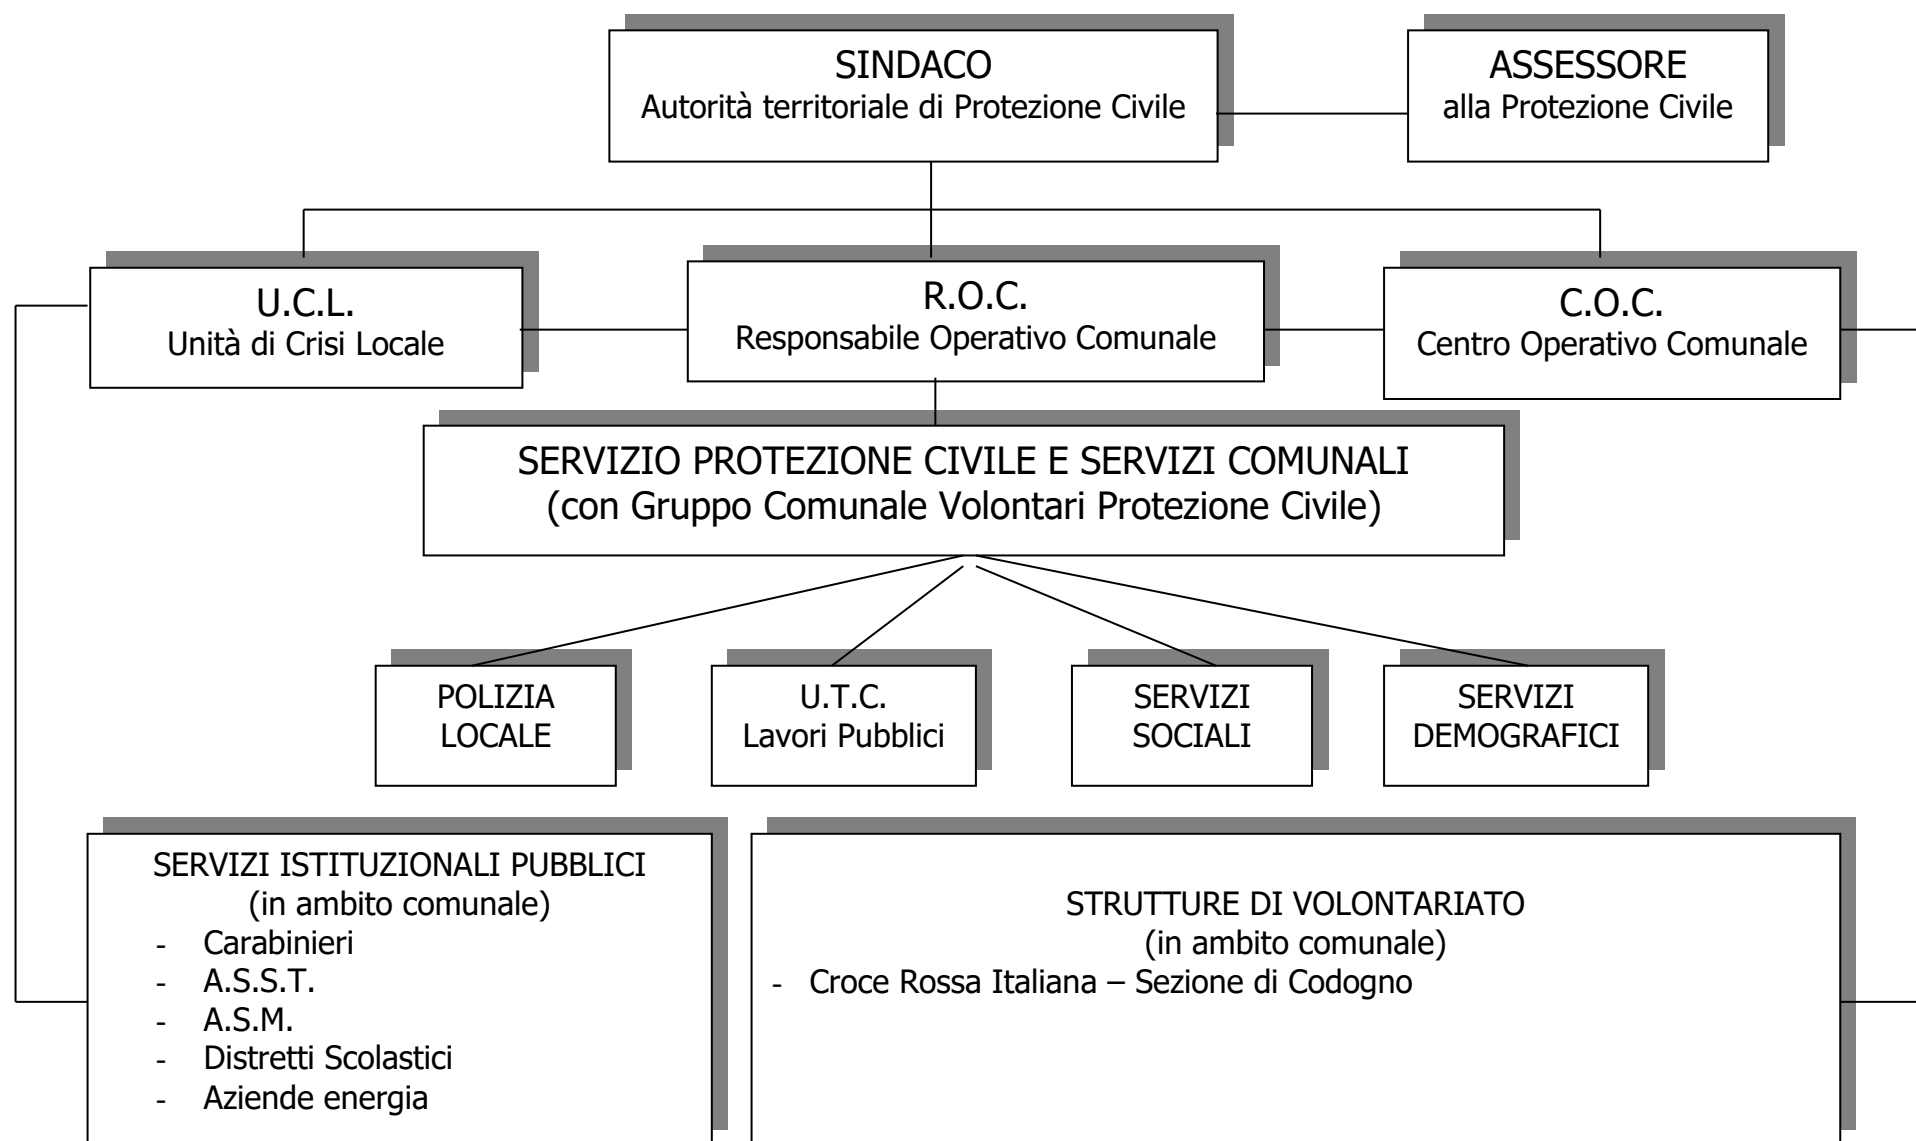 SINDACO
Autorità territoriale di Protezione Civile
ASSESSORE
alla Protezione Civile
U.C.L.
Unità di Crisi Locale
R.O.C.
Responsabile Operativo Comunale
C.O.C.
Centro Operativo Comunale
SERVIZIO PROTEZIONE CIVILE E SERVIZI COMUNALI
(con Gruppo Comunale Volontari Protezione Civile)
POLIZIA
LOCALE
U.T.C.
Lavori Pubblici
SERVIZI
SOCIALI
SERVIZI
DEMOGRAFICI
SERVIZI ISTITUZIONALI PUBBLICI
(in ambito comunale)
- Carabinieri
- A.S.S.T.
- A.S.M.
- Distretti Scolastici
- Aziende energia
STRUTTURE DI VOLONTARIATO
(in ambito comunale)
- Croce Rossa Italiana – Sezione di Codogno